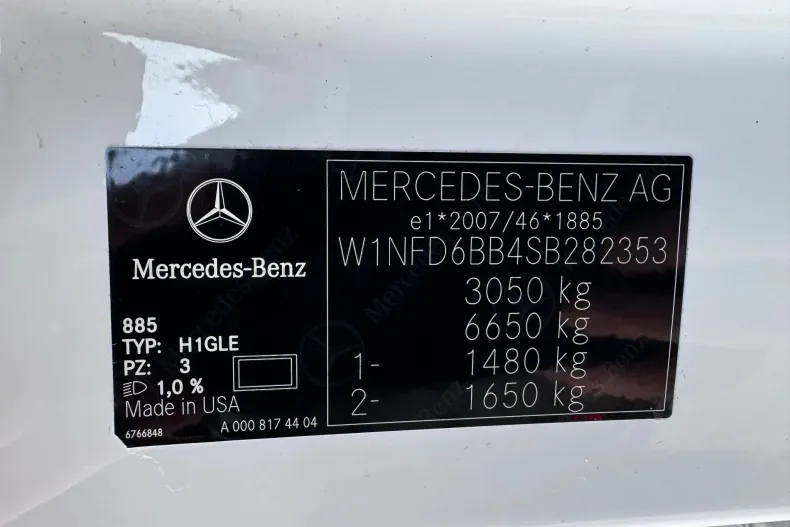 Mercedes-Benz
885
TYP: H1GLE
PZ: 3
1,0 %
Made in USA
6766848
A 000 817 44 04
MERCEDES-BENZ AG
e1*2007/46*1885
W1NFD6BB4SB282353
3050 kg
6650 kg
1- 1480 kg
2- 1650 kg